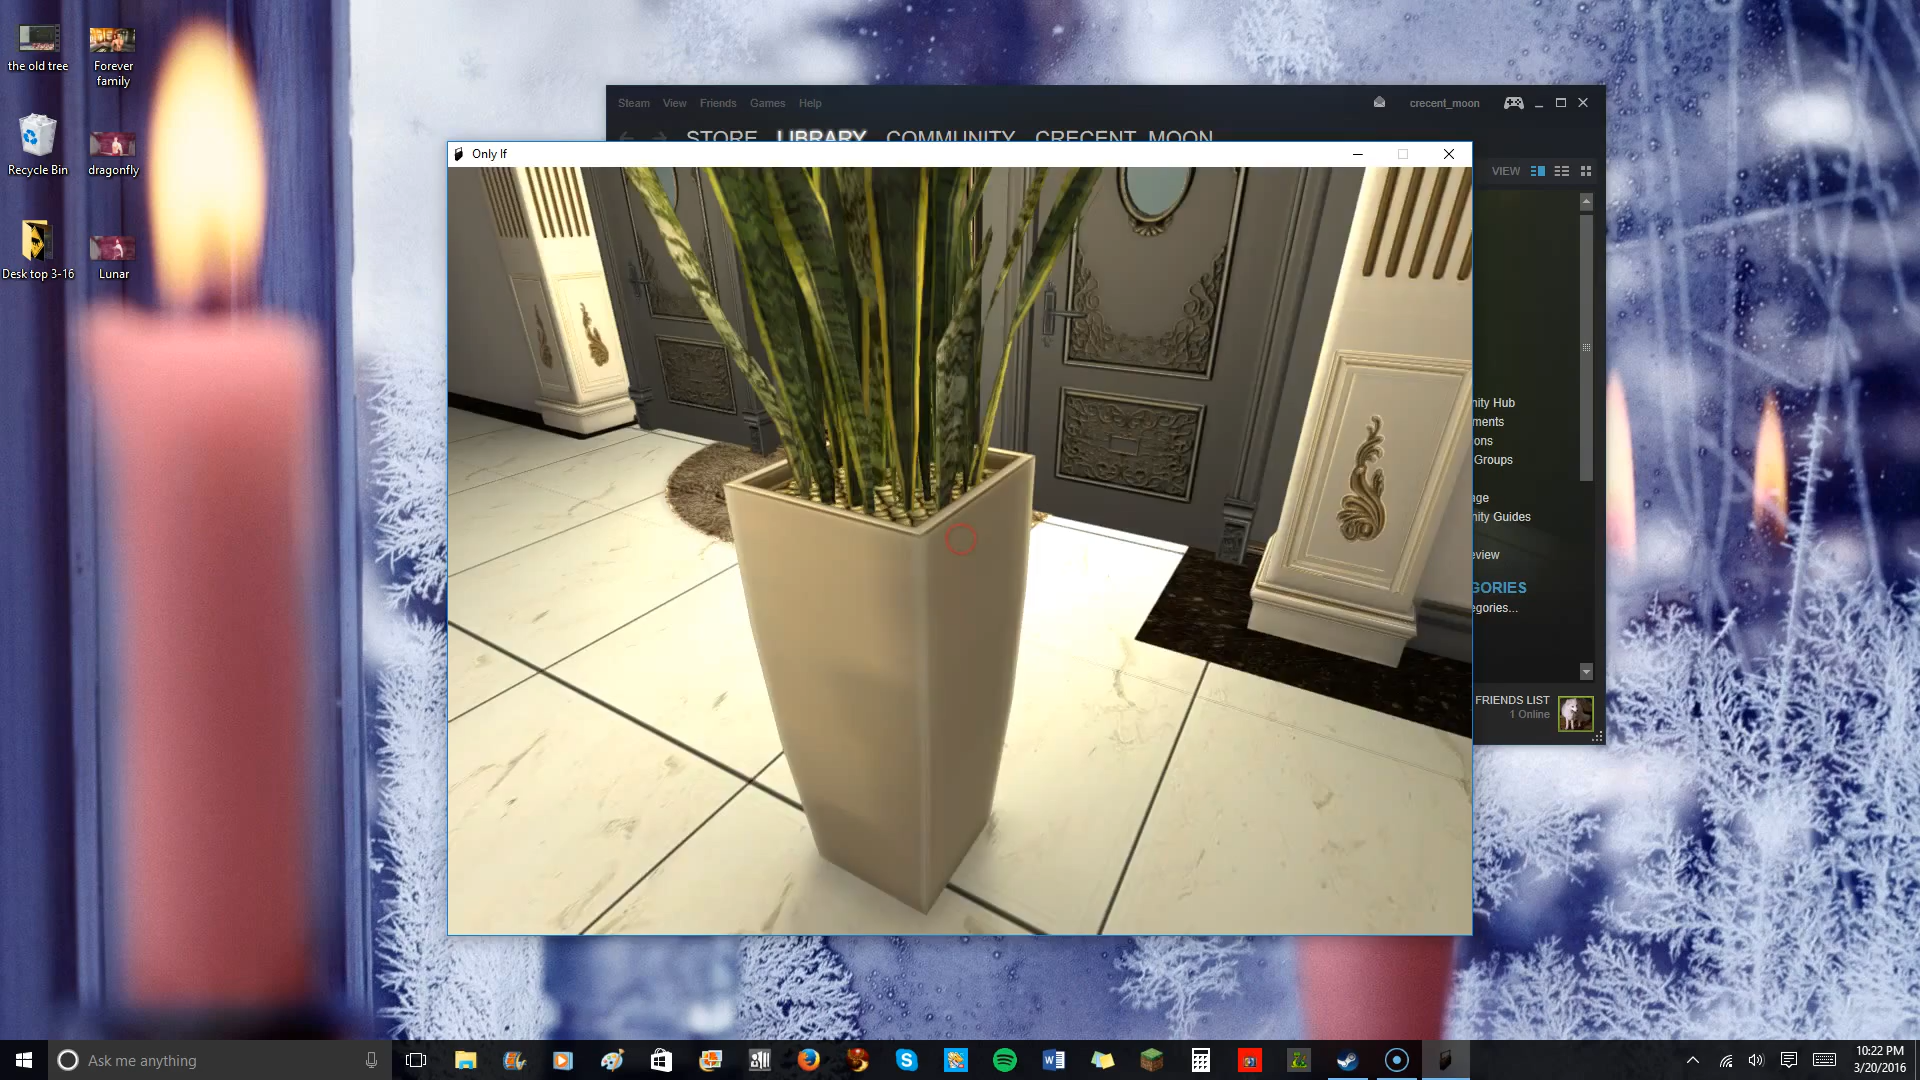 the old tree
Forever
family
Recycle Bin
dragonfly
Desk top 3-16
Lunar
Steam View Friends Games Help
crecent_moon
STORE LIBRARY COMMUNITY CRECENT_MOON
Only If
VIEW
nity Hub
ments
ons
Groups
age
nity Guides
eview
GORIES
egories...
FRIENDS LIST
1 Online
Ask me anything
10:22 PM
3/20/2016